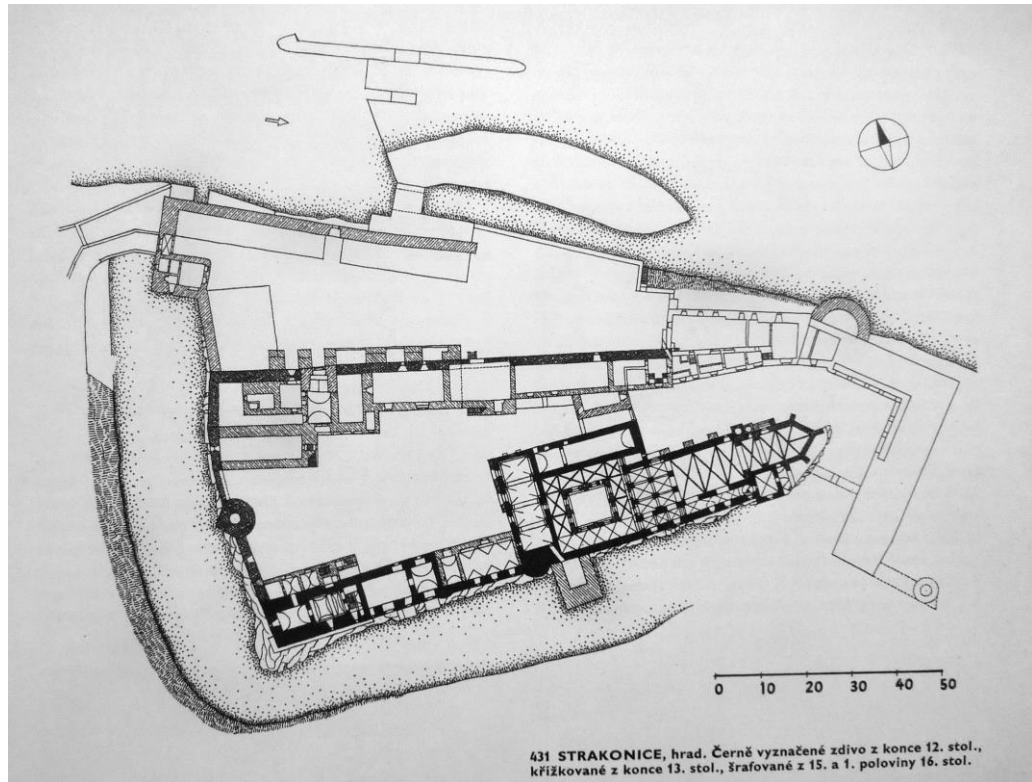 0 10 20 30 40 50
431 STRAKONICE, hrad. Černě vyznačené zdivo z konce 12. stol.,
křížkované z konce 13. stol., šrafované z 15. a 1. poloviny 16. stol.